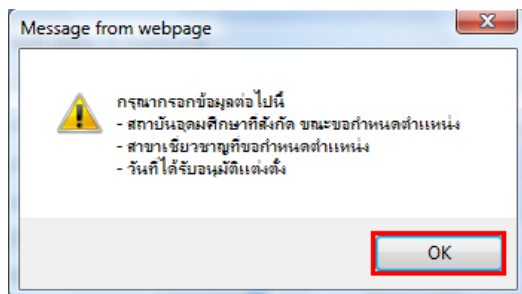 Message from webpage
กรุณากรอกข้อมูลต่อไปนี้
- สถาบันอุดมศึกษาที่สังกัด ขณะขอกำหนดตำแหน่ง
- สาขาเชี่ยวชาญที่ขอกำหนดตำแหน่ง
- วันที่ได้รับอนุมัติแต่งตั้ง
OK